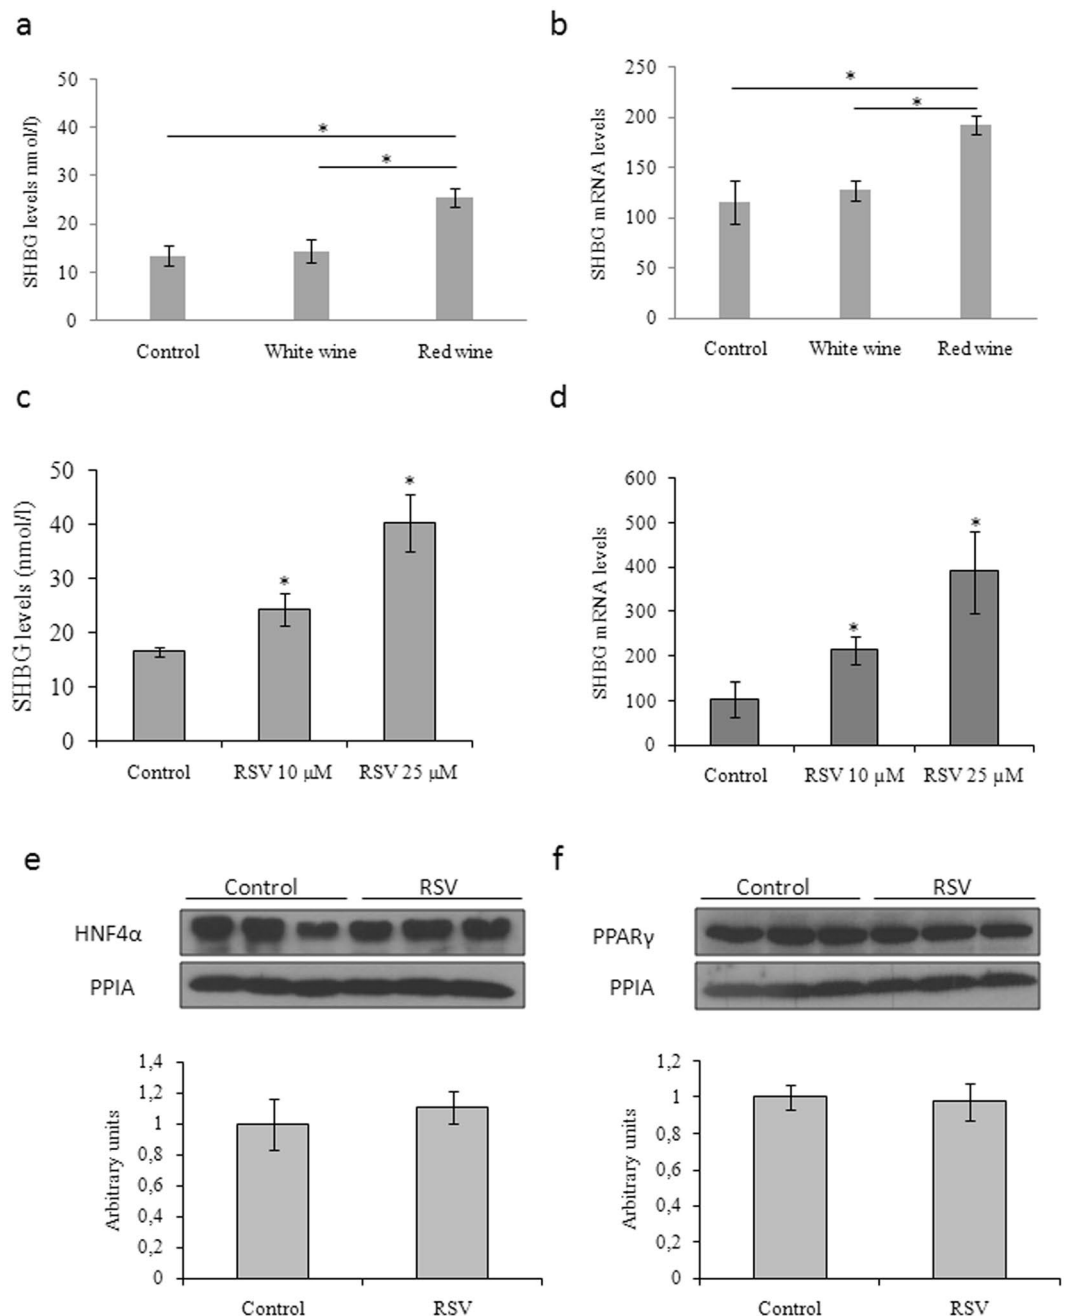 a
SHBG levels nmol/l
50
40
30
20
10
0
*
*
Control White wine Red wine
b
SHBG mRNA levels
250
200
150
100
50
0
*
*
Control White wine Red wine
c
SHBG levels (nmol/l)
50
40
30
20
10
0
*
*
Control RSV 10 µM RSV 25 µM
d
SHBG mRNA levels
600
500
400
300
200
100
0
*
*
Control RSV 10 µM RSV 25 µM
e
Control RSV
HNF4α
PPIA
Arbitrary units
1,4
1,2
1
0,8
0,6
0,4
0,2
0
Control RSV
f
Control RSV
PPARγ
PPIA
Arbitrary units
1,2
1
0,8
0,6
0,4
0,2
0
Control RSV